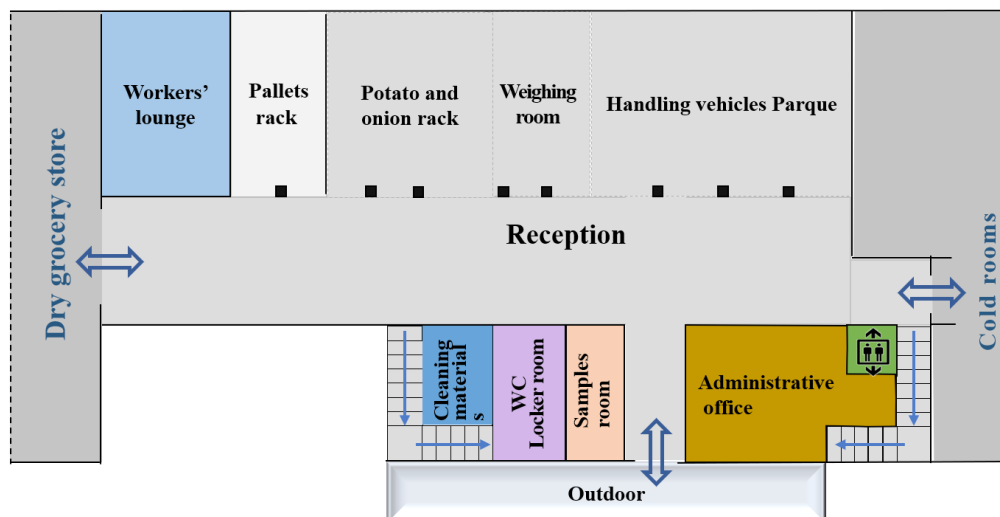 Workers’
lounge
Pallets
rack
Potato and
onion rack
Weighing
room
Handling vehicles Parque
Dry grocery store
Reception
Cold rooms
Cleaning
material
s
WC
Locker room
Samples
room
Administrative
office
Outdoor